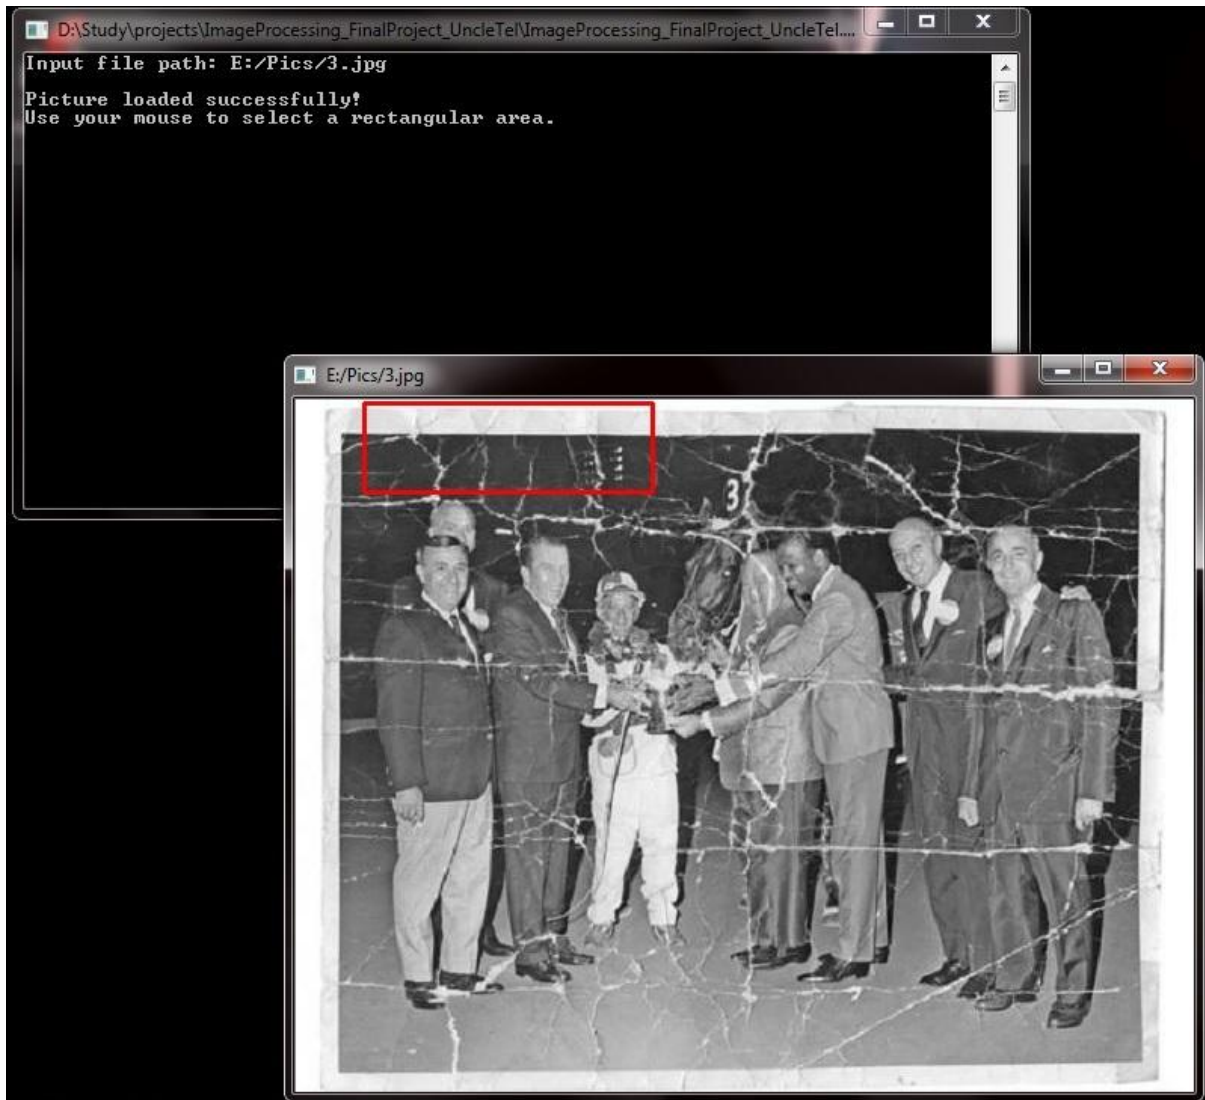 D:\Study\projects\ImageProcessing_FinalProject_UncleTel\ImageProcessing_FinalProject_UncleTel....
Input file path: E:/Pics/3.jpg
Picture loaded successfully!
Use your mouse to select a rectangular area.
E:/Pics/3.jpg
3